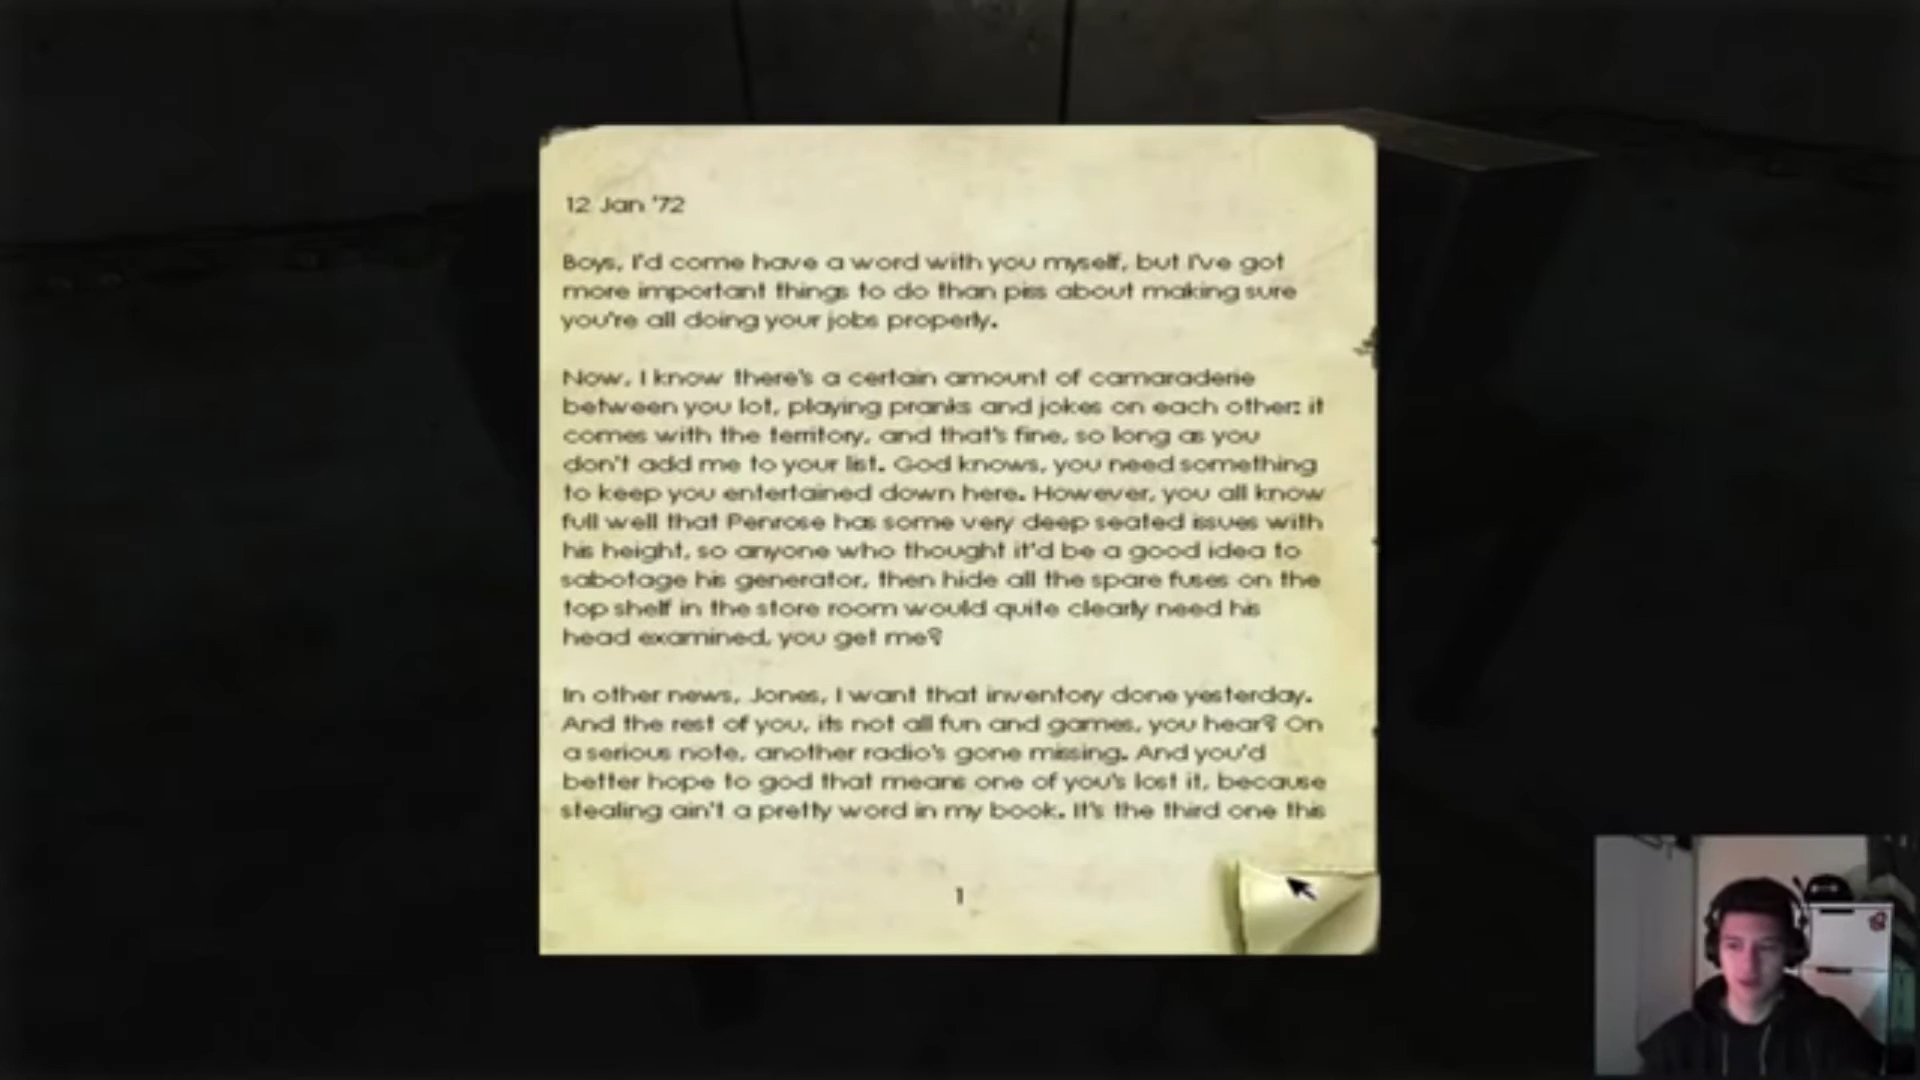 12 Jan '72
Boys, I'd come have a word with you myself, but I've got
more important things to do than piss about making sure
you're all doing your jobs properly.
Now, I know there's a certain amount of camaraderie
between you lot, playing pranks and jokes on each other: it
comes with the territory, and that's fine, so long as you
don't add me to your list. God knows, you need something
to keep you entertained down here. However, you all know
full well that Penrose has some very deep seated issues with
his height, so anyone who thought it'd be a good idea to
sabotage his generator, then hide all the spare fuses on the
top shelf in the store room would quite clearly need his
head examined, you get me?
In other news, Jones, I want that inventory done yesterday.
And the rest of you, its not all fun and games, you hear? On
a serious note, another radio's gone missing. And you'd
better hope to god that means one of you's lost it, because
stealing ain't a pretty word in my book. It's the third one this
1